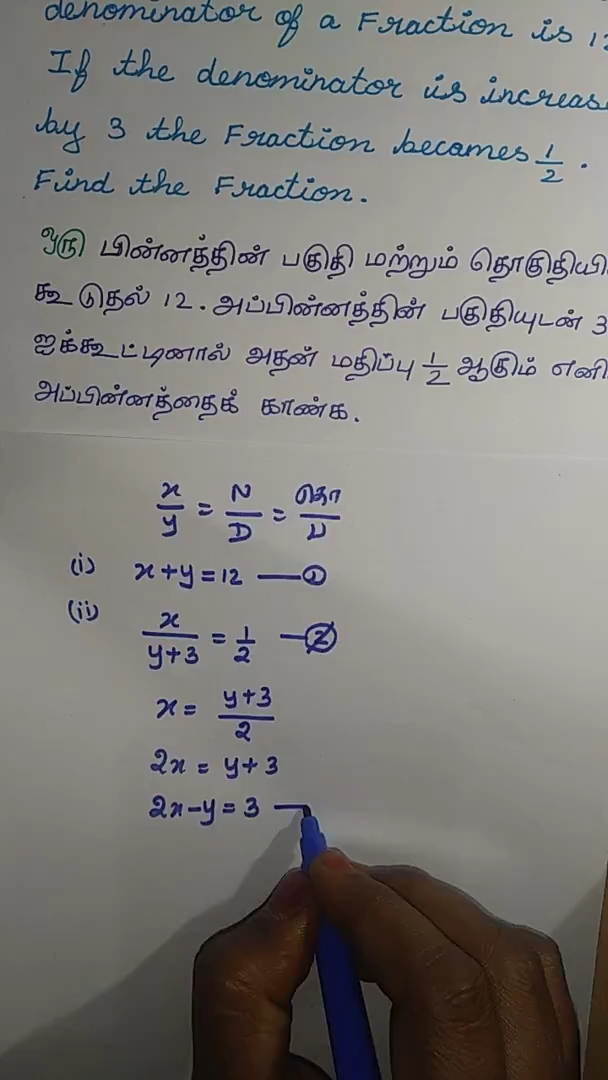 denominator of a Fraction is 12
If the denominator is increas
by 3 the Fraction becomes 1/2 .
Find the Fraction.
ஒரு பின்னத்தின் பகுதி மற்றும் தொகுதியி
கூடுதல் 12. அப்பின்னத்தின் பகுதியுடன் 3
ஐக்கூட்டினால் அதன் மதிப்பு 1/2 ஆகும் எனி
அப்பின்னத்தைக் காண்க.
x/y = N/D = தொ/ப
(i) x+y=12 —①
(ii) x/(y+3) = 1/2 —②
x = (y+3)/2
2x = y+3
2x-y=3 —